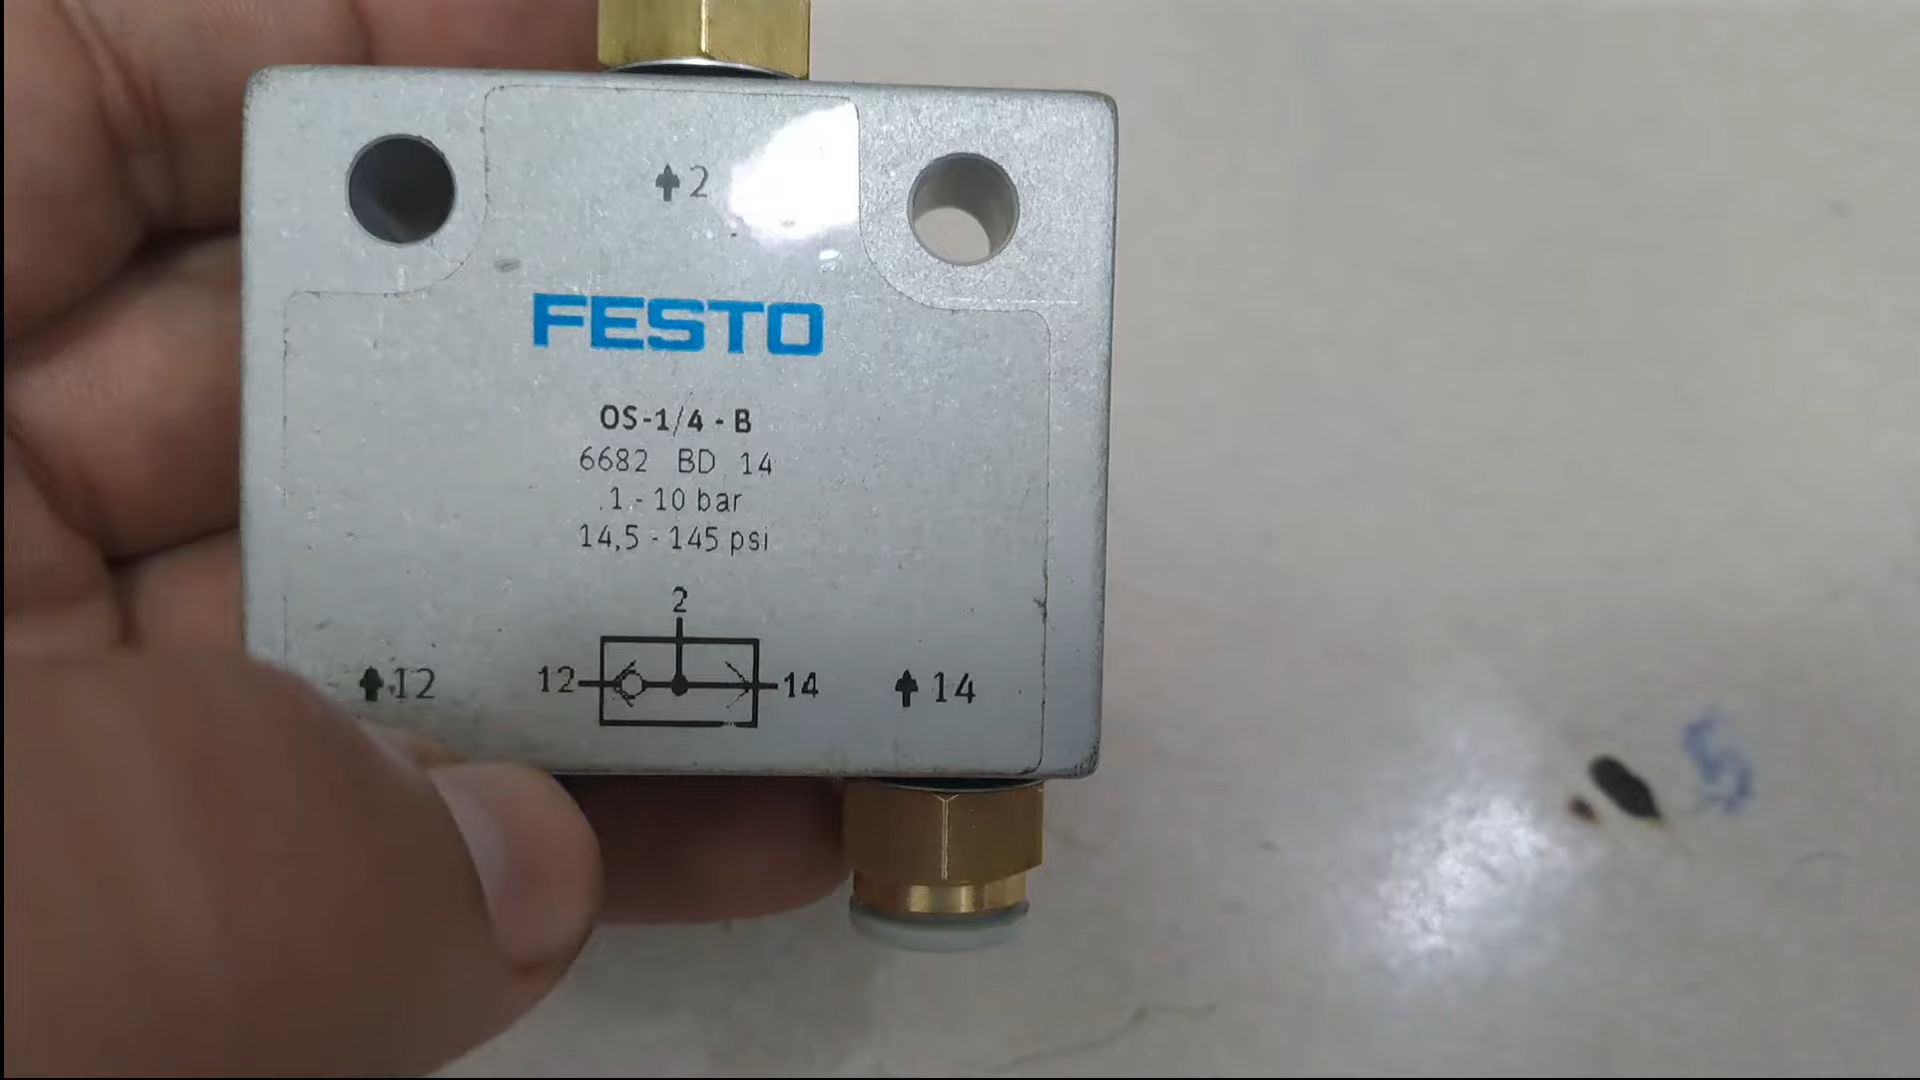 ↑2
FESTO
OS-1/4 - B
6682 BD 14
1 - 10 bar
14,5 - 145 psi
2
↑12
12
14
↑14